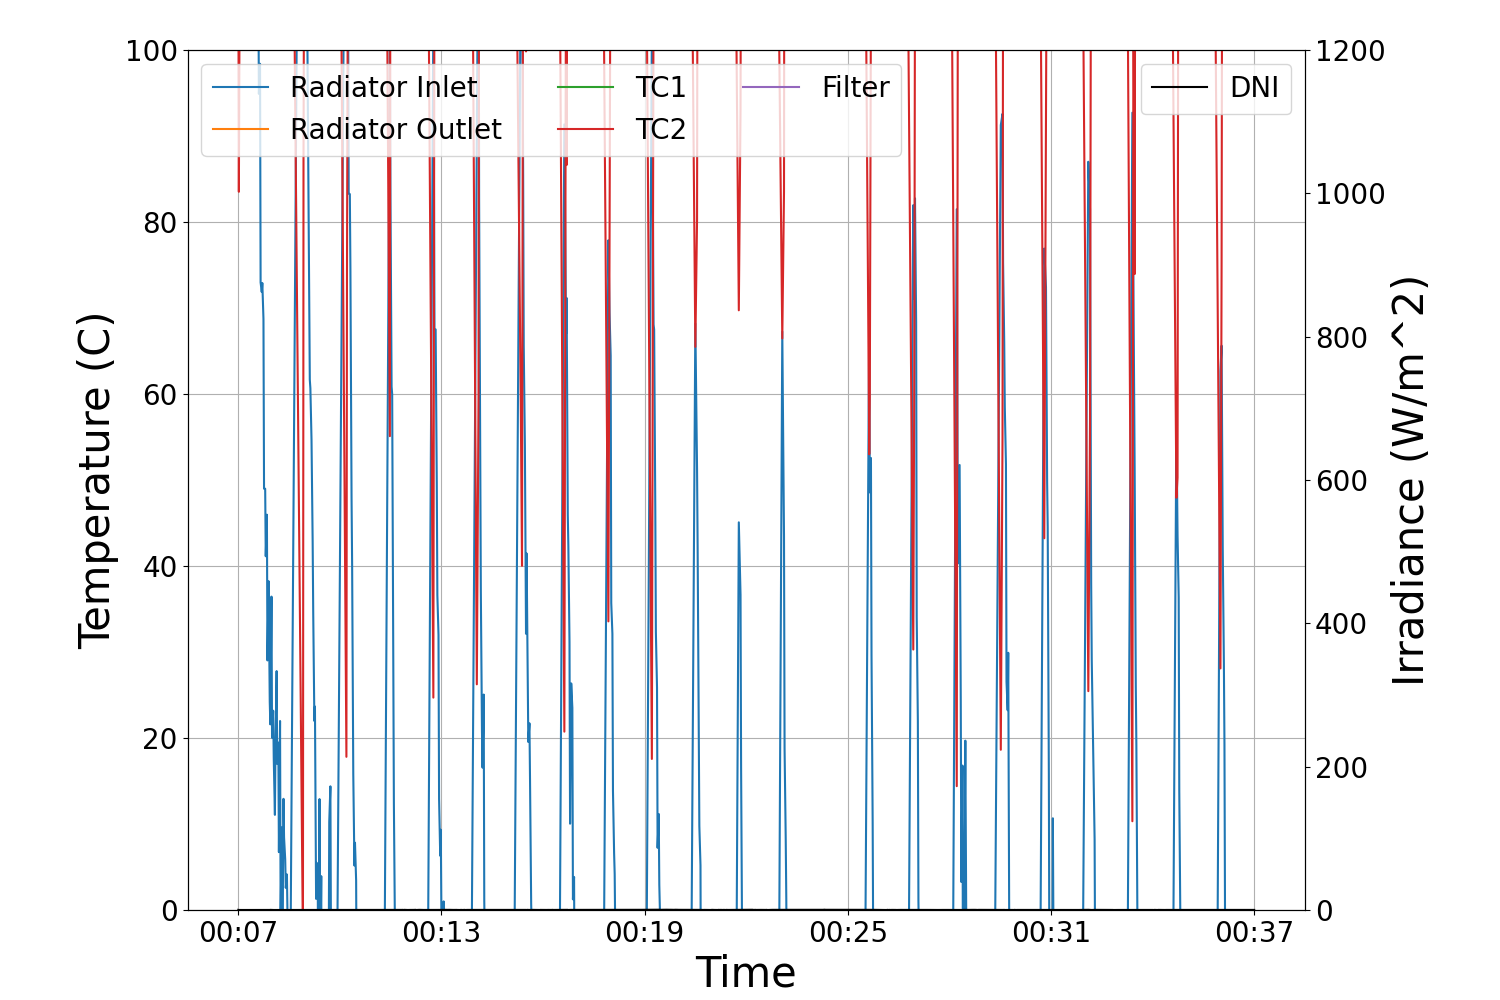 100
80
60
40
20
0
Temperature (C)
Radiator Inlet
Radiator Outlet
TC1
TC2
Filter
DNI
1200
1000
800
600
400
200
0
Irradiance (W/m^2)
00:07 00:13 00:19 00:25 00:31 00:37
Time